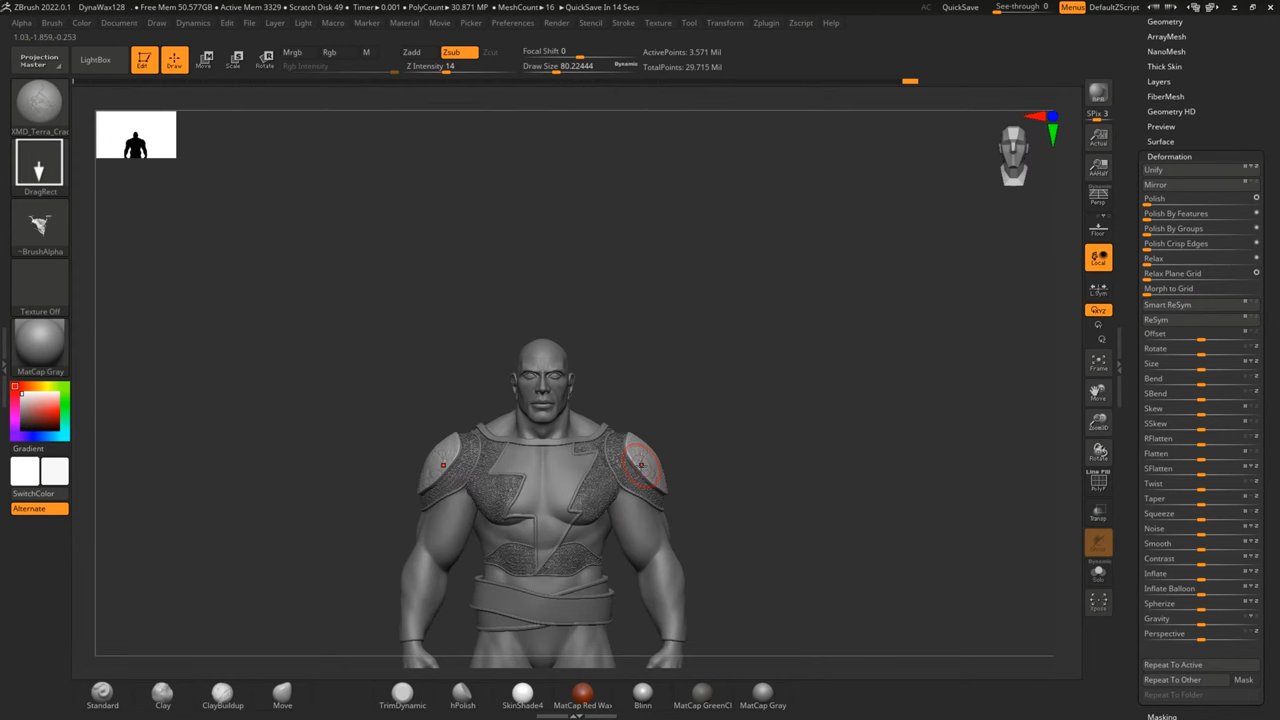 ZBrush 2022.0.1
DynaWax128
• Free Mem 50.577GB • Active Mem 3329 • Scratch Disk 49 • Timer▶0.001 • PolyCount▶30.871 MP • MeshCount▶16 • QuickSave In 56 Secs
AC
QuickSave
See-through 0
Menus
DefaultZScript
Alpha Brush Color Document Draw Dynamics Edit File Layer Light Macro Marker Material Movie Picker Preferences Render Stencil Stroke Texture Tool Transform Zplugin Zscript Help
1.03,-1.859,-0.253
Projection
Master
LightBox
Edit
Draw
Move
Scale
Rotate
Mrgb
Rgb
M
Rgb Intensity
Zadd
Zsub
Zcut
Z Intensity 14
Focal Shift 0
Draw Size 80.22444
Dynamic
ActivePoints: 3.571 Mil
TotalPoints: 29.715 Mil
XMD_Terra_Crac
DragRect
~BrushAlpha
Texture Off
MatCap Gray
Gradient
SwitchColor
Alternate
BPR
SPix 3
Actual
AAHalf
Dynamic
Persp
Floor
Local
L.Sym
XYZ
Frame
Move
Zoom3D
Rotate
Line Fill
PolyF
Transp
Dynamic
Solo
Xpose
Geometry
ArrayMesh
NanoMesh
Thick Skin
Layers
FiberMesh
Geometry HD
Preview
Surface
Deformation
Unify
Mirror
Polish
Polish By Features
Polish By Groups
Polish Crisp Edges
Relax
Relax Plane Grid
Morph to Grid
Smart ReSym
ReSym
Offset
Rotate
Size
Bend
SBend
Skew
SSkew
RFlatten
Flatten
SFlatten
Twist
Taper
Squeeze
Noise
Smooth
Contrast
Inflate
Inflate Balloon
Spherize
Gravity
Perspective
Repeat To Active
Repeat To Other
Mask
Repeat To Folder
Masking
Standard
Clay
ClayBuildup
Move
TrimDynamic
hPolish
SkinShade4
MatCap Red Wax
Blinn
MatCap GreenCl
MatCap Gray